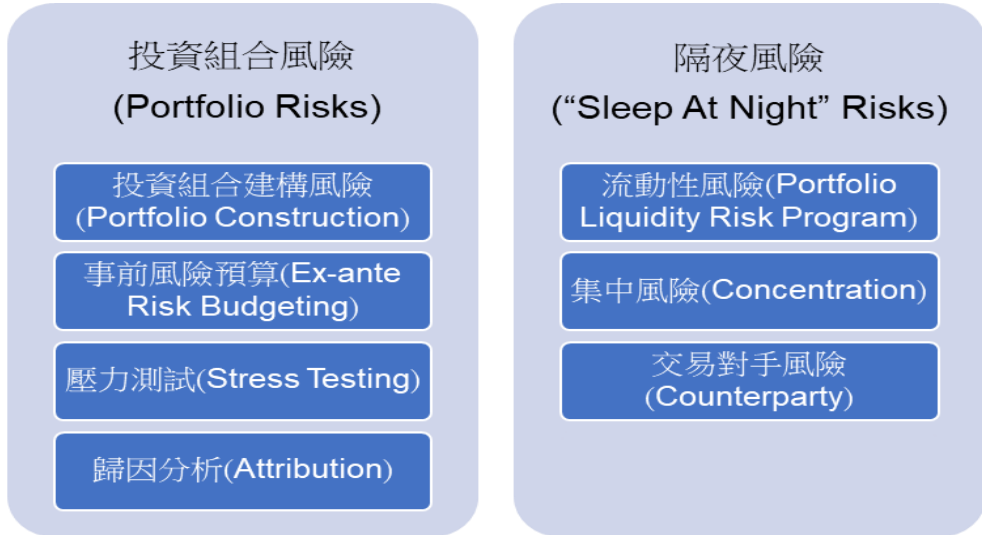 投資組合風險
(Portfolio Risks)
投資組合建構風險
(Portfolio Construction)
事前風險預算(Ex-ante
Risk Budgeting)
壓力測試(Stress Testing)
歸因分析(Attribution)
隔夜風險
(“Sleep At Night” Risks)
流動性風險(Portfolio
Liquidity Risk Program)
集中風險(Concentration)
交易對手風險
(Counterparty)